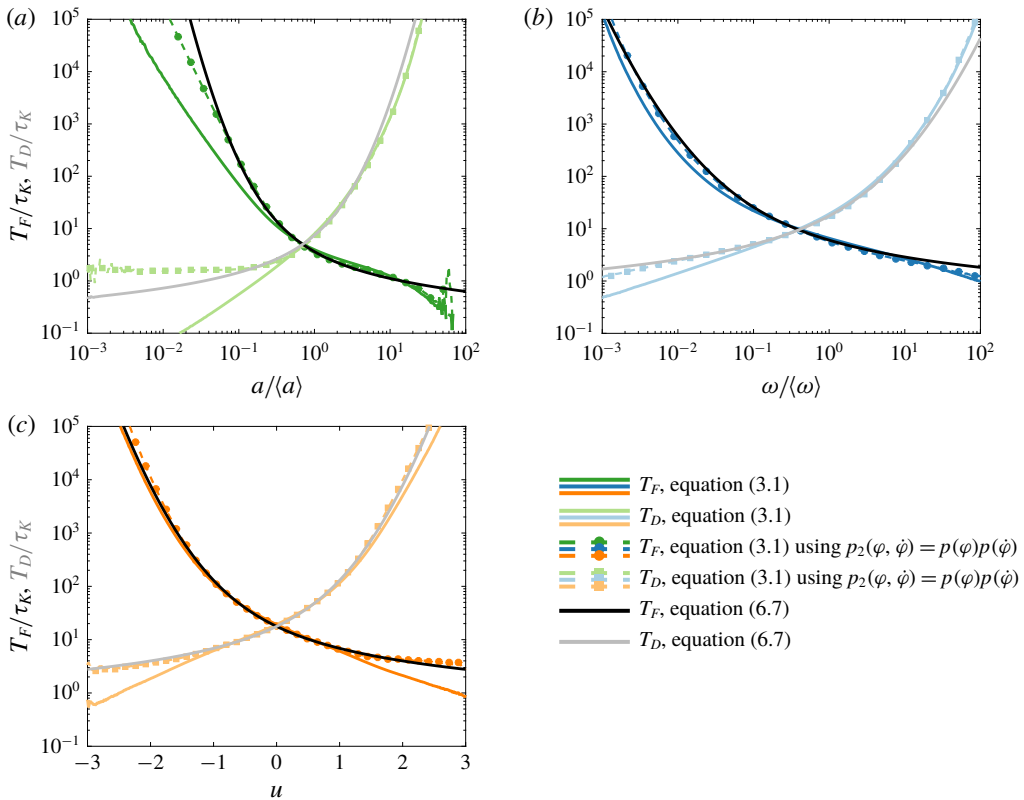 (a)
10^5
10^4
10^3
10^2
10^1
10^0
10^−1
T_F/τ_K, T_D/τ_K
10^−3 10^−2 10^−1 10^0 10^1 10^2
a/⟨a⟩
(b)
10^5
10^4
10^3
10^2
10^1
10^0
10^−1
10^−3 10^−2 10^−1 10^0 10^1 10^2
ω/⟨ω⟩
(c)
10^5
10^4
10^3
10^2
10^1
10^0
10^−1
T_F/τ_K, T_D/τ_K
−3 −2 −1 0 1 2 3
u
T_F, equation (3.1)
T_D, equation (3.1)
T_F, equation (3.1) using p_2(φ, φ̇) = p(φ)p(φ̇)
T_D, equation (3.1) using p_2(φ, φ̇) = p(φ)p(φ̇)
T_F, equation (6.7)
T_D, equation (6.7)